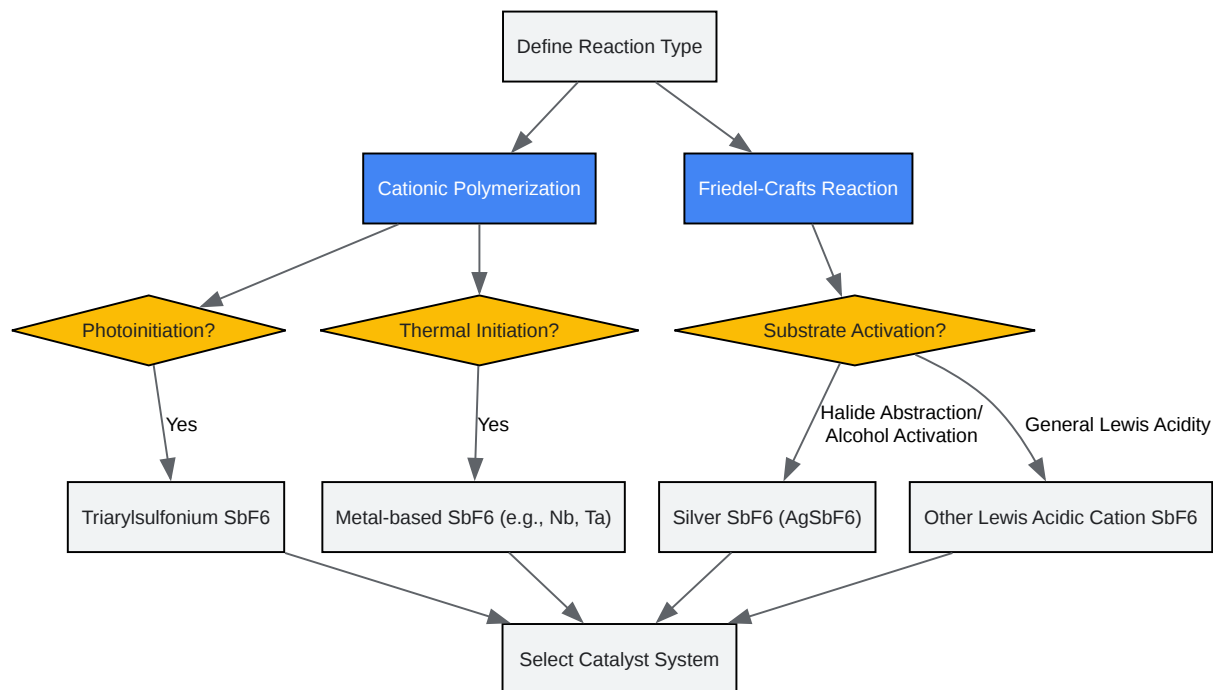 Define Reaction Type
Cationic Polymerization
Friedel-Crafts Reaction
Photoinitiation?
Thermal Initiation?
Substrate Activation?
Yes
Yes
Halide Abstraction/
Alcohol Activation
General Lewis Acidity
Triarylsulfonium SbF6
Metal-based SbF6 (e.g., Nb, Ta)
Silver SbF6 (AgSbF6)
Other Lewis Acidic Cation SbF6
Select Catalyst System